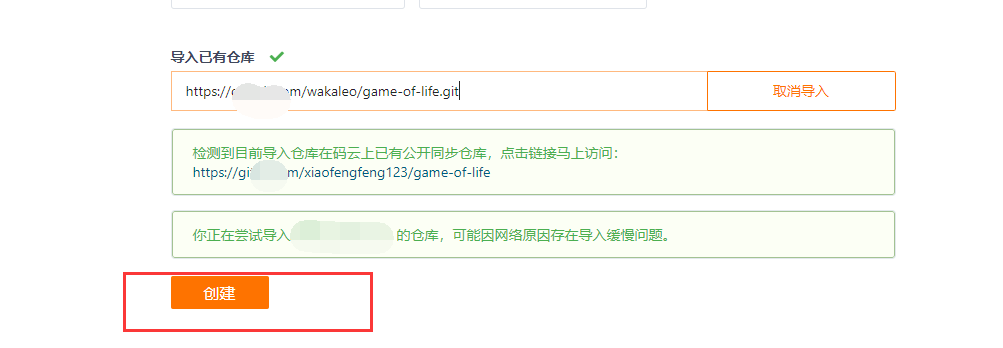 导入已有仓库
https:// om/wakaleo/game-of-life.git
取消导入
检测到目前导入仓库在码云上已有公开同步仓库，点击链接马上访问：
https://gi m/xiaofengfeng123/game-of-life
你正在尝试导入 的仓库，可能因网络原因存在导入缓慢问题。
创建